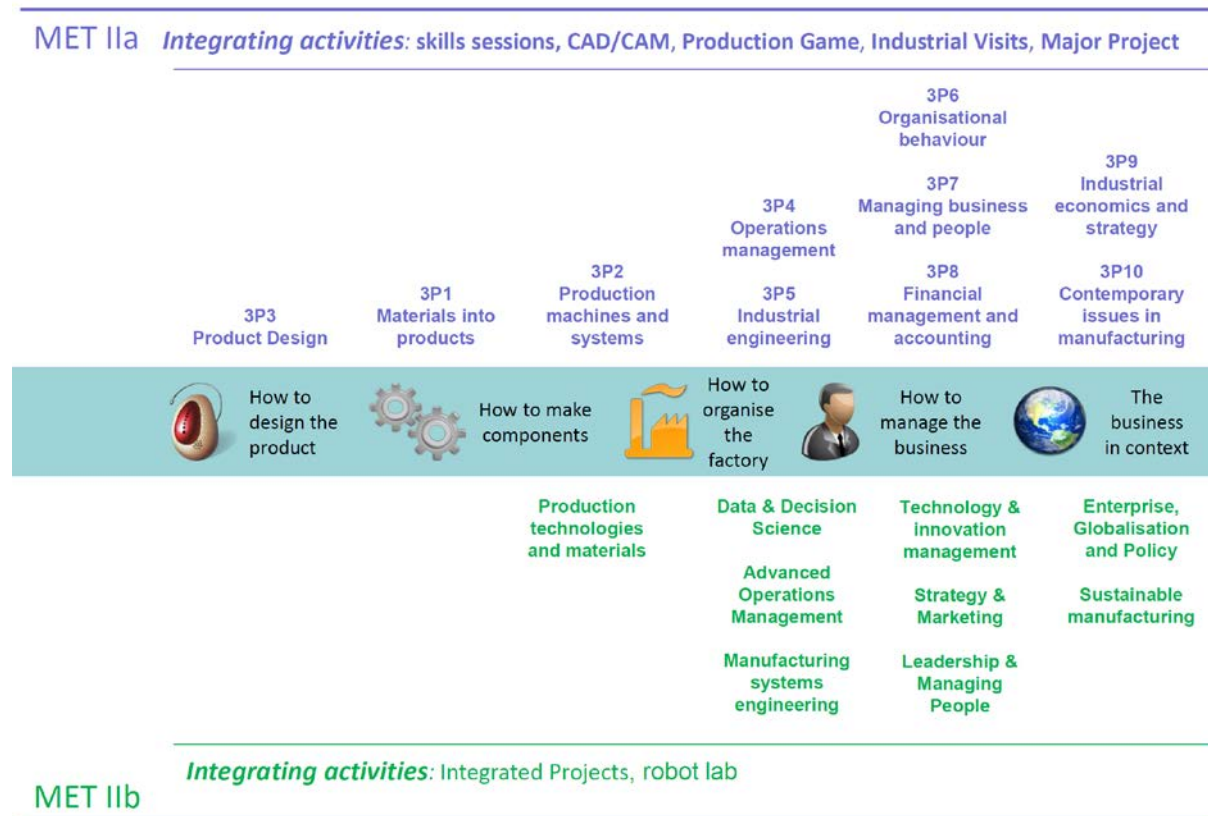 MET IIa Integrating activities: skills sessions, CAD/CAM, Production Game, Industrial Visits, Major Project
3P3
Product Design
3P1
Materials into
products
3P2
Production
machines and
systems
3P4
Operations
management
3P5
Industrial
engineering
3P6
Organisational
behaviour
3P7
Managing business
and people
3P8
Financial
management and
accounting
3P9
Industrial
economics and
strategy
3P10
Contemporary
issues in
manufacturing
How to
design the
product
How to make
components
How to
organise
the
factory
How to
manage the
business
The
business
in context
Production
technologies
and materials
Data & Decision
Science
Advanced
Operations
Management
Manufacturing
systems
engineering
Technology &
innovation
management
Strategy &
Marketing
Leadership &
Managing
People
Enterprise,
Globalisation
and Policy
Sustainable
manufacturing
Integrating activities: Integrated Projects, robot lab
MET IIb